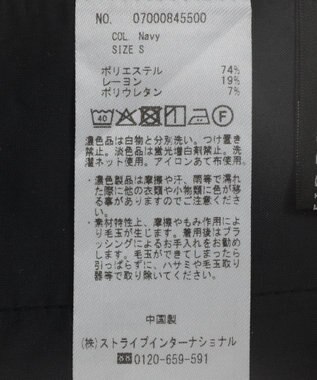 NO. 07000845500
COL. Navy
SIZE S
ポリエステル 74%
レーヨン 19%
ポリウレタン 7%
40 F
濃色品は白物と分別洗い。つけ置き
禁止。淡色品は蛍光増白剤禁止。洗
濯ネット使用。アイロンあて布使用。
・濃色製品は摩擦や汗、雨等で濡れ
た際に他の衣類や小物類に色が移
る事がありますのでご注意くださ
い。
・素材特性上、摩擦やもみ作用によ
り毛玉が生じます。着用後はブラ
ッシングによるお手入れをお勧め
します。毛玉ができてしまったら
引っぱらずに、ハサミや毛玉取り
器等で取り除いてください。
中国製
(株)ストライプインターナショナル
0120-659-591